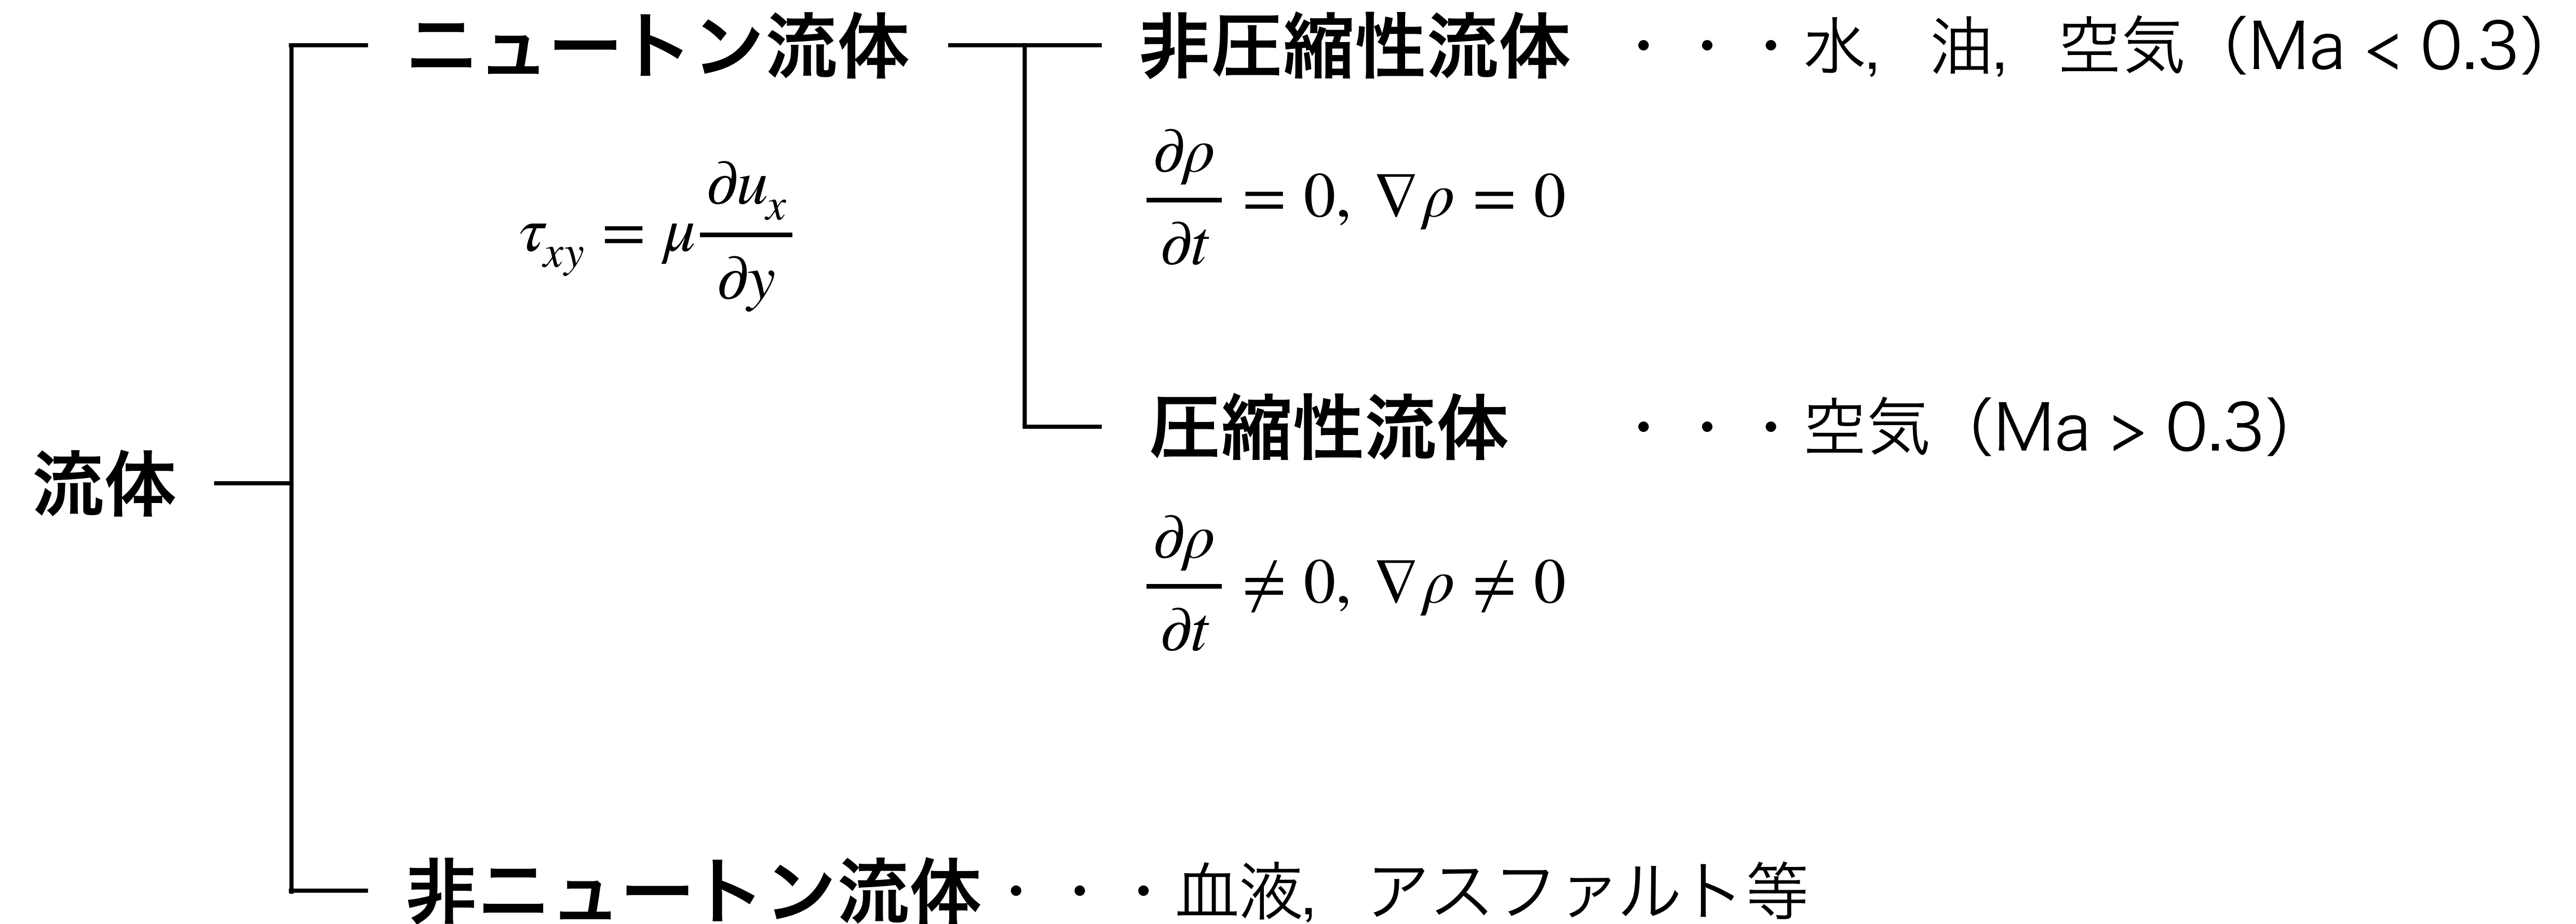 ニュートン流体 非圧縮性流体 ・・・水, 油, 空気（Ma < 0.3）
τ_{xy} = μ ∂u_x/∂y
∂ρ/∂t = 0, ∇ρ = 0
圧縮性流体 ・・・空気（Ma > 0.3）
流体
∂ρ/∂t ≠ 0, ∇ρ ≠ 0
非ニュートン流体・・・血液, アスファルト等